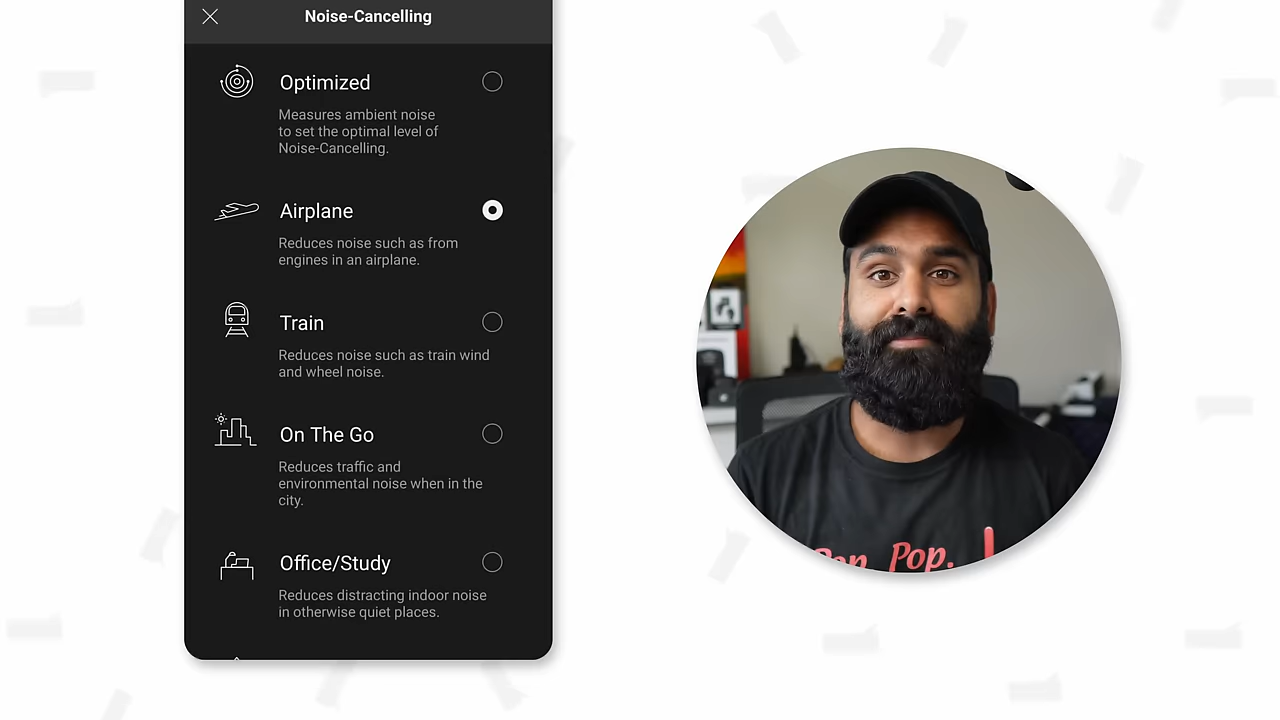 Noise-Cancelling
Optimized
Measures ambient noise
to set the optimal level of
Noise-Cancelling.
Airplane
Reduces noise such as from
engines in an airplane.
Train
Reduces noise such as train wind
and wheel noise.
On The Go
Reduces traffic and
environmental noise when in the
city.
Office/Study
Reduces distracting indoor noise
in otherwise quiet places.
Pop.